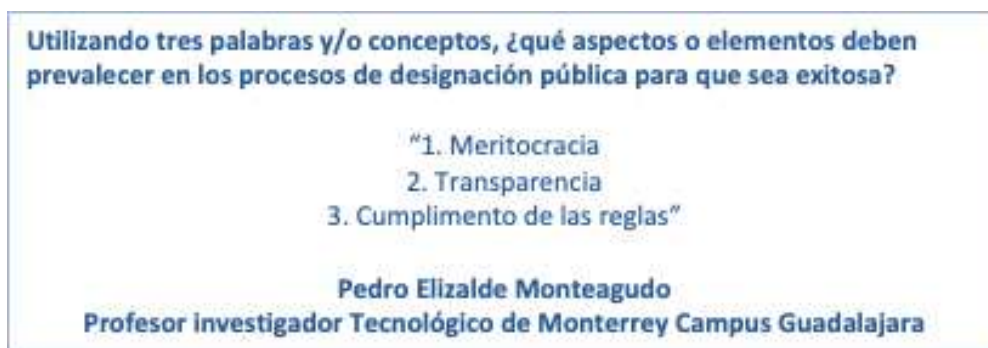 Utilizando tres palabras y/o conceptos, ¿qué aspectos o elementos deben
prevalecer en los procesos de designación pública para que sea exitosa?
"1. Meritocracia
2. Transparencia
3. Cumplimento de las reglas"
Pedro Elizalde Monteagudo
Profesor investigador Tecnológico de Monterrey Campus Guadalajara